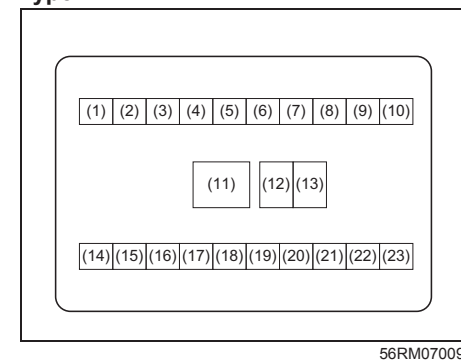 (1) (2) (3) (4) (5) (6) (7) (8) (9) (10)
(11) (12) (13)
(14) (15) (16) (17) (18) (19) (20) (21) (22) (23)
56RM07009